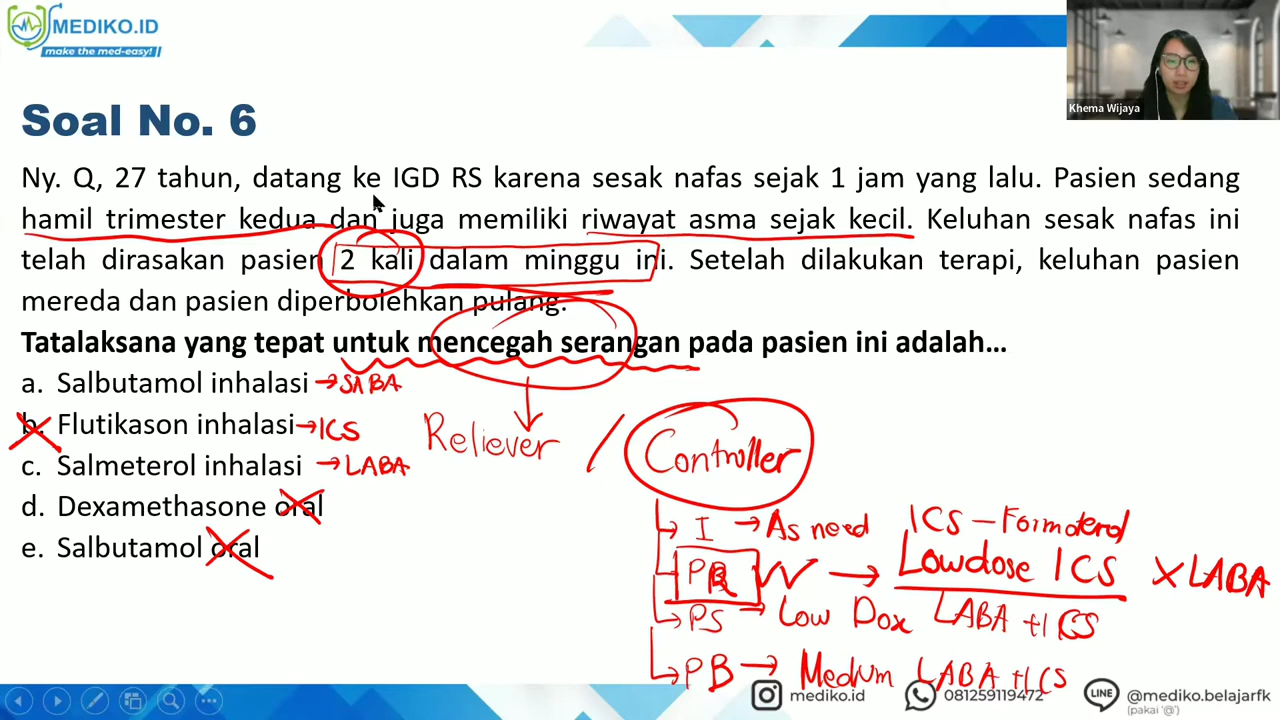 MEDIKO.ID
make the med-easy!
Khema Wijaya
Soal No. 6
Ny. Q, 27 tahun, datang ke IGD RS karena sesak nafas sejak 1 jam yang lalu. Pasien sedang
hamil trimester kedua dan juga memiliki riwayat asma sejak kecil. Keluhan sesak nafas ini
telah dirasakan pasien 2 kali dalam minggu ini. Setelah dilakukan terapi, keluhan pasien
mereda dan pasien diperbolehkan pulang.
Tatalaksana yang tepat untuk mencegah serangan pada pasien ini adalah...
a. Salbutamol inhalasi → SABA
b. Flutikason inhalasi → ICS
c. Salmeterol inhalasi → LABA
d. Dexamethasone oral
e. Salbutamol oral
Reliever / Controller
I → As need ICS - Formoterol
PR VV → Lowdose ICS X LABA
PS → Low Dox LABA + ICS
PB → Medium LABA + ICS
mediko.id
081259119472
@mediko.belajarfk
(pakai '@')
LINE